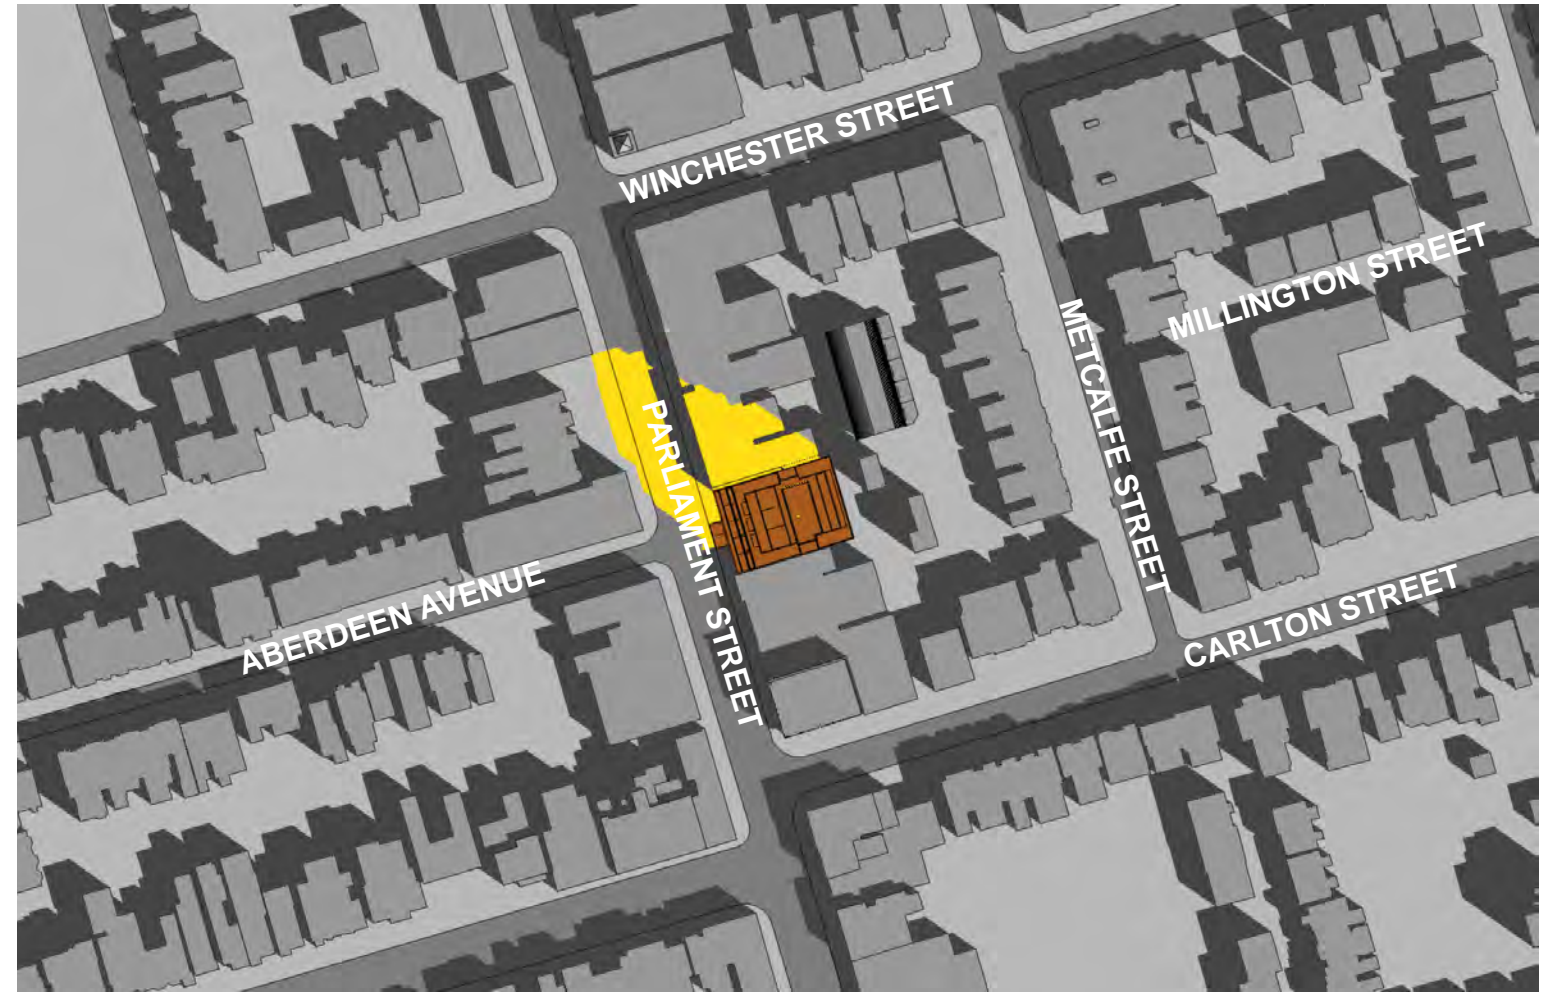 WINCHESTER STREET
MILLINGTON STREET
METCALFE STREET
PARLIAMENT STREET
ABERDEEN AVENUE
CARLTON STREET